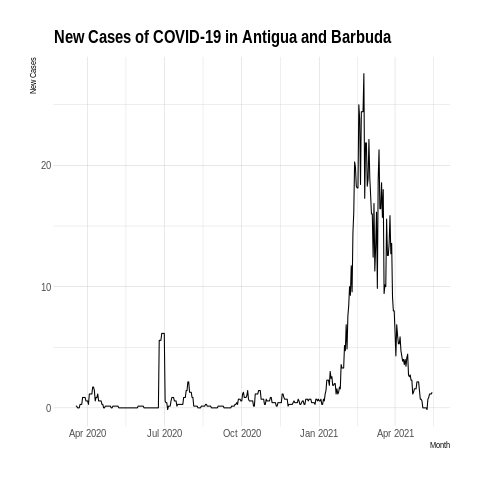 New Cases of COVID-19 in Antigua and Barbuda
New Cases
20
10
0
Apr 2020 Jul 2020 Oct 2020 Jan 2021 Apr 2021
Month